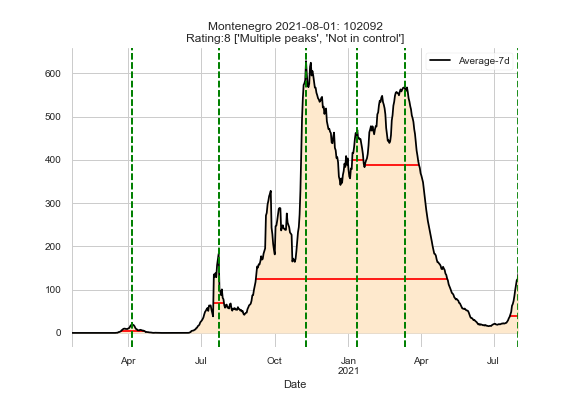 Montenegro 2021-08-01: 102092
Rating:8 ['Multiple peaks', 'Not in control']
Average-7d
600
500
400
300
200
100
0
Apr Jul Oct Jan Apr Jul
2021
Date